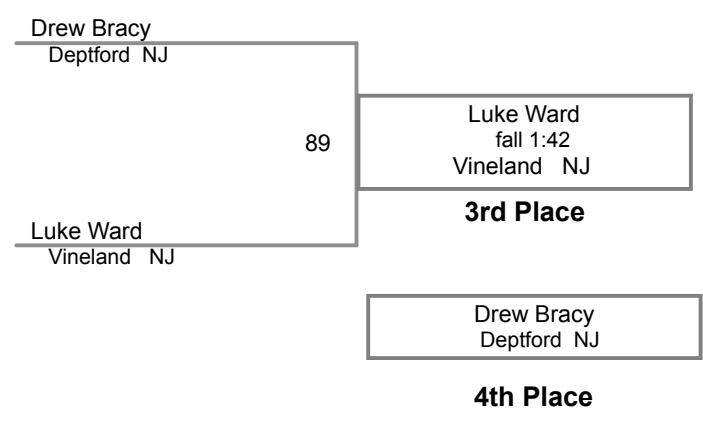 Drew Bracy
Deptford NJ
89
Luke Ward
fall 1:42
Vineland NJ
3rd Place
Luke Ward
Vineland NJ
Drew Bracy
Deptford NJ
4th Place